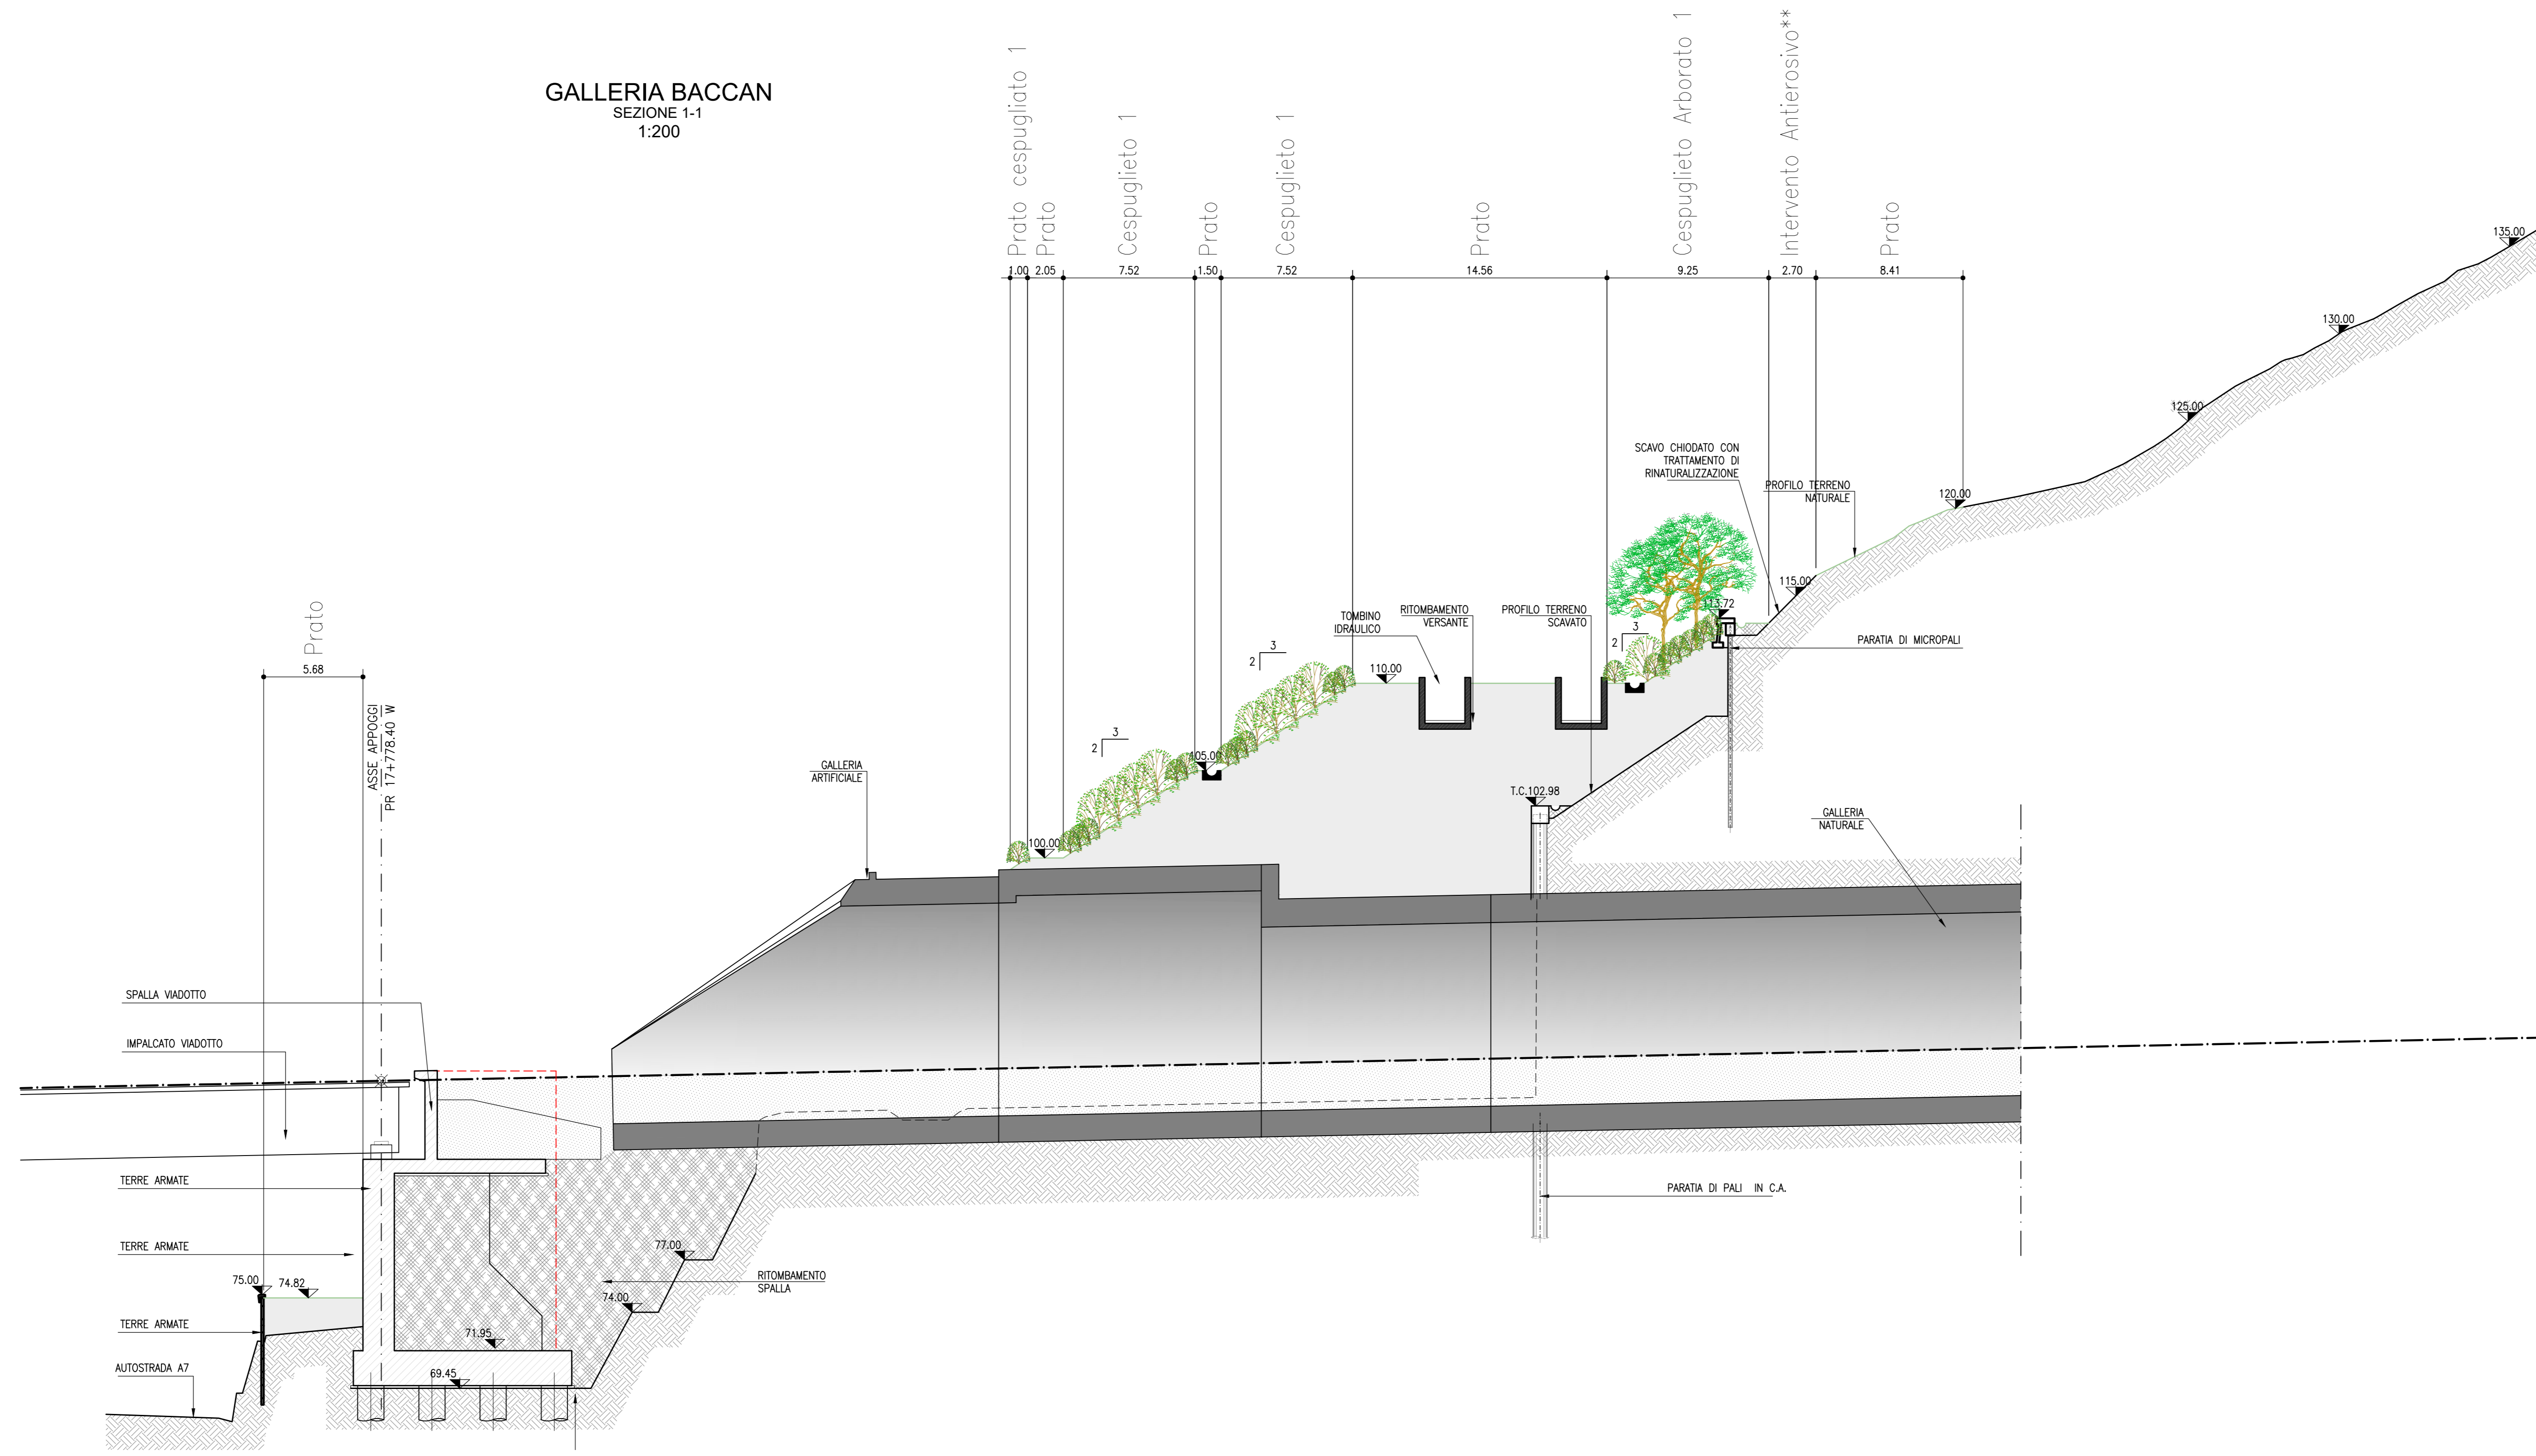 GALLERIA BACCAN
SEZIONE 1-1
1:200
Prato cespugliato 1
Prato
Cespuglieto 1
Prato
Cespuglieto 1
Prato
Cespuglieto Arborato 1
Intervento Antierosivo**
Prato
1.00
2.05
7.52
1.50
7.52
14.56
9.25
2.70
8.41
135.00
130.00
125.00
SCAVO CHIODATO CON
TRATTAMENTO DI
RINATURALIZZAZIONE
PROFILO TERRENO
NATURALE
120.00
115.00
113.72
TOMBINO
IDRAULICO
RITOMBAMENTO
VERSANTE
PROFILO TERRENO
SCAVATO
3
2
PARATIA DI MICROPALI
Prato
5.68
3
2
110.00
ASSE APPOGGI
PR 17+778.40 W
3
2
105.00
GALLERIA
ARTIFICIALE
T.C.102.98
GALLERIA
NATURALE
100.00
SPALLA VIADOTTO
IMPALCATO VIADOTTO
TERRE ARMATE
PARATIA DI PALI IN C.A.
TERRE ARMATE
77.00
75.00
74.82
RITOMBAMENTO
SPALLA
74.00
TERRE ARMATE
71.95
AUTOSTRADA A7
69.45